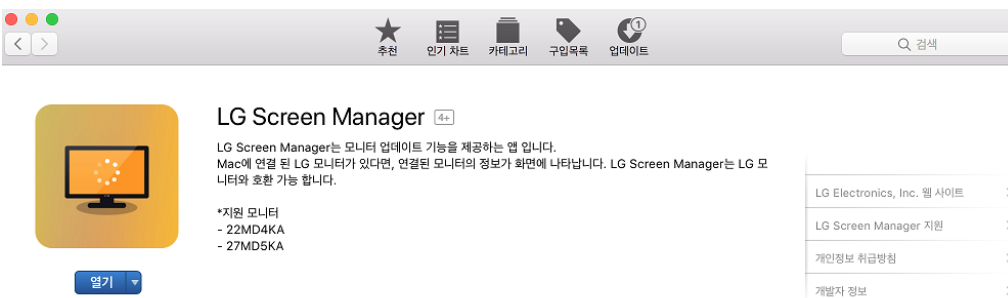 1
추천
인기 차트
카테고리
구입목록
업데이트
검색
LG Screen Manager 4+
LG Screen Manager는 모니터 업데이트 기능을 제공하는 앱 입니다.
Mac에 연결 된 LG 모니터가 있다면, 연결된 모니터의 정보가 화면에 나타납니다. LG Screen Manager는 LG 모
니터와 호환 가능 합니다.
*지원 모니터
- 22MD4KA
- 27MD5KA
열기
LG Electronics, Inc. 웹 사이트
LG Screen Manager 지원
개인정보 취급방침
개발자 정보